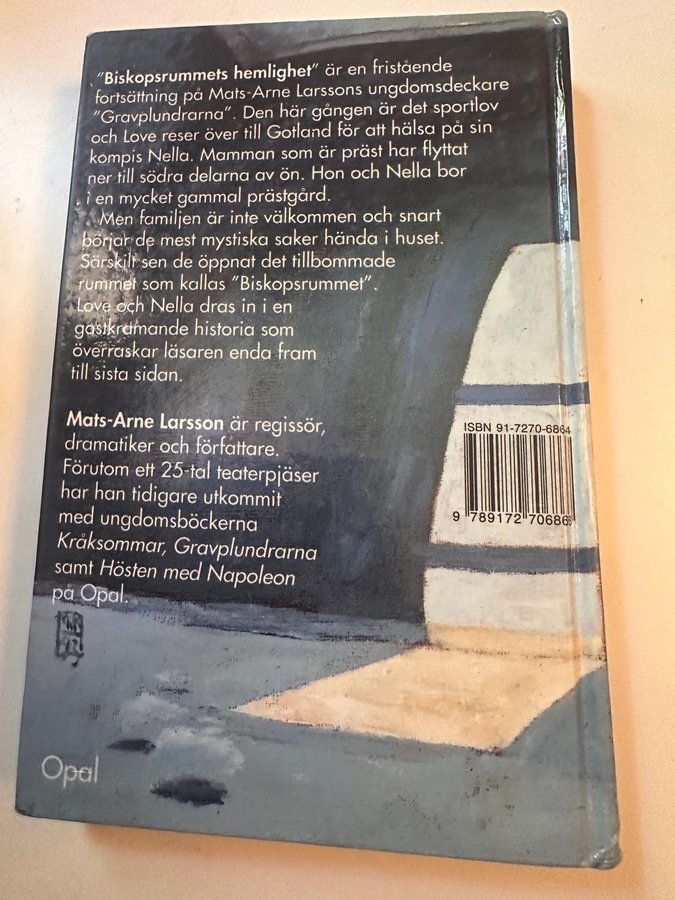 "Biskopsrummets hemlighet" är en fristående
fortsättning på Mats-Arne Larssons ungdomsdeckare
"Gravplundrarna". Den här gången är det sportlov
och Love reser över till Gotland för att hälsa på sin
kompis Nella. Mamman som är präst har flyttat
ner till södra delarna av ön. Hon och Nella bor
i en mycket gammal prästgård.
Men familjen är inte välkommen och snart
börjar de mest mystiska saker hända i huset.
Särskilt sen de öppnat det tillbommade
rummet som kallas "Biskopsrummet".
Love och Nella dras in i en
gastkramande historia som
överraskar läsaren enda fram
till sista sidan.
Mats-Arne Larsson är regissör,
dramatiker och författare.
Förutom ett 25-tal teaterpjäser
har han tidigare utkommit
med ungdomsböckerna
Kråksommar, Gravplundrarna
samt Hösten med Napoleon
på Opal.
ISBN 91-7270-6864
9 789172 70686
Opal